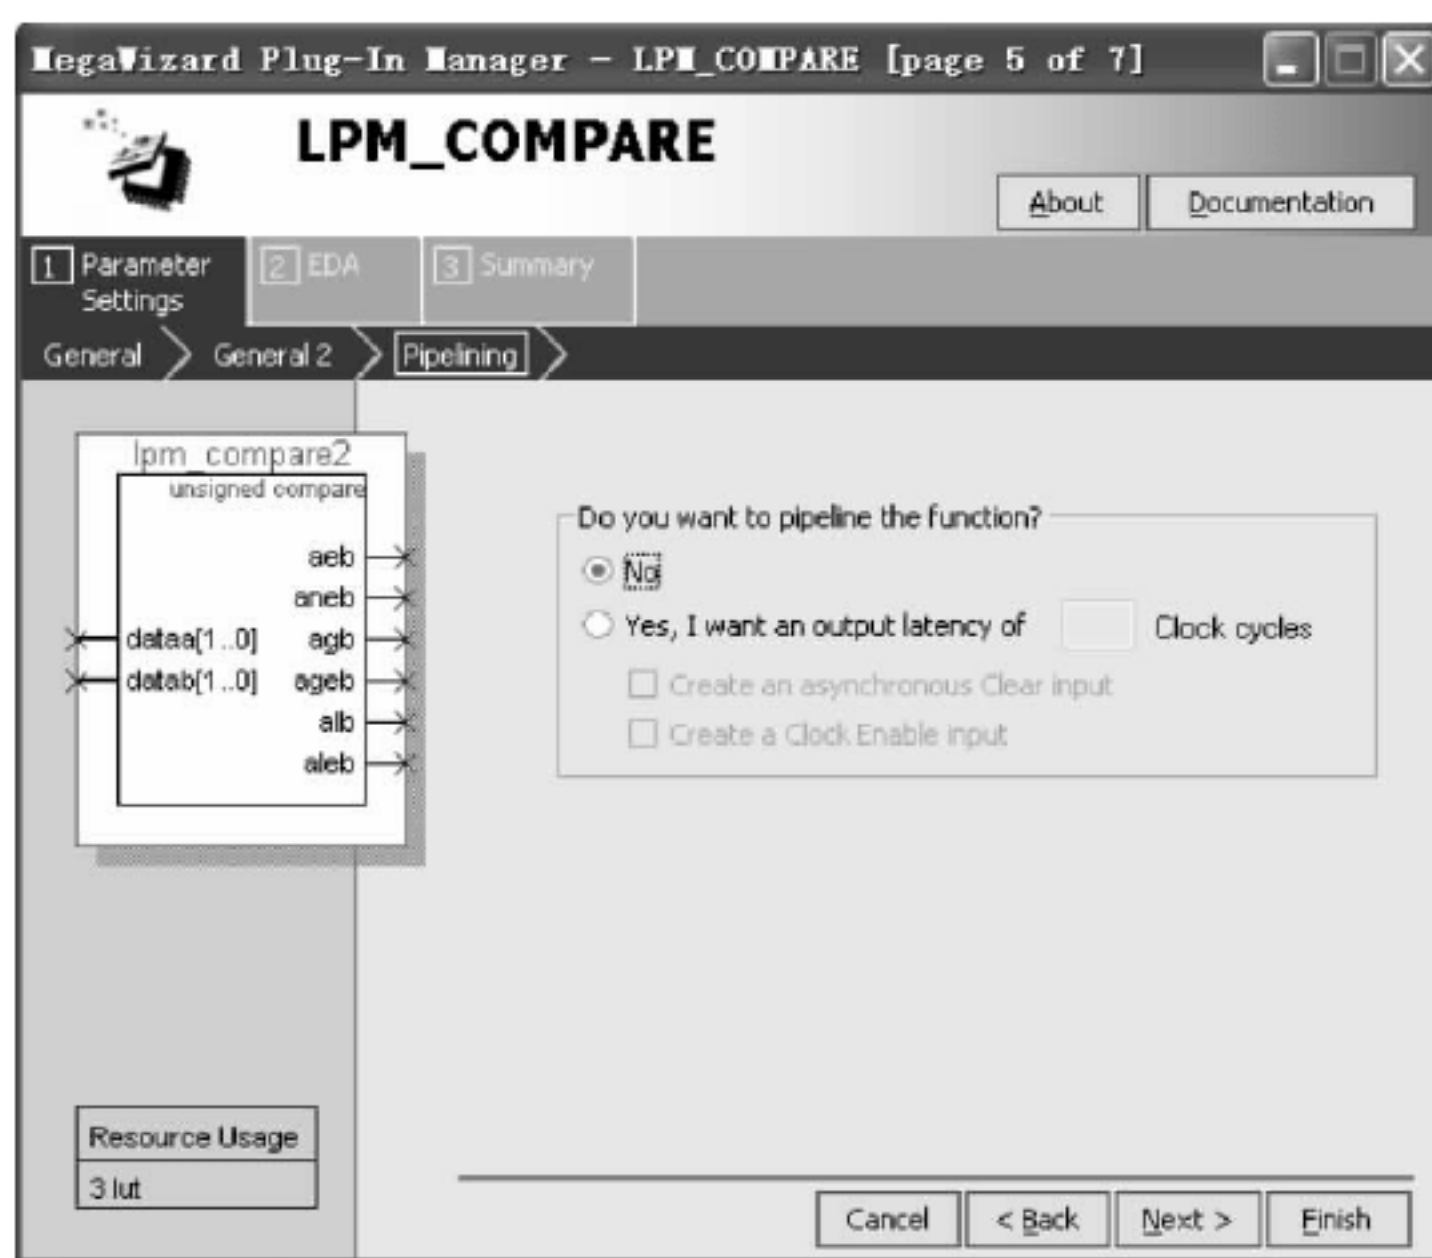 MegaWizard Plug-In Manager - LPM_COMPARE [page 5 of 7]
LPM_COMPARE
About
Documentation
1 Parameter Settings
2 EDA
3 Summary
General
General 2
Pipelining
lpm_compare2
unsigned compare
aeb
aneb
dataa[1..0] agb
datab[1..0] ageb
alb
aleb
Do you want to pipeline the function?
No
Yes, I want an output latency of Clock cycles
Create an asynchronous Clear input
Create a Clock Enable input
Resource Usage
3 lut
Cancel
< Back
Next >
Finish